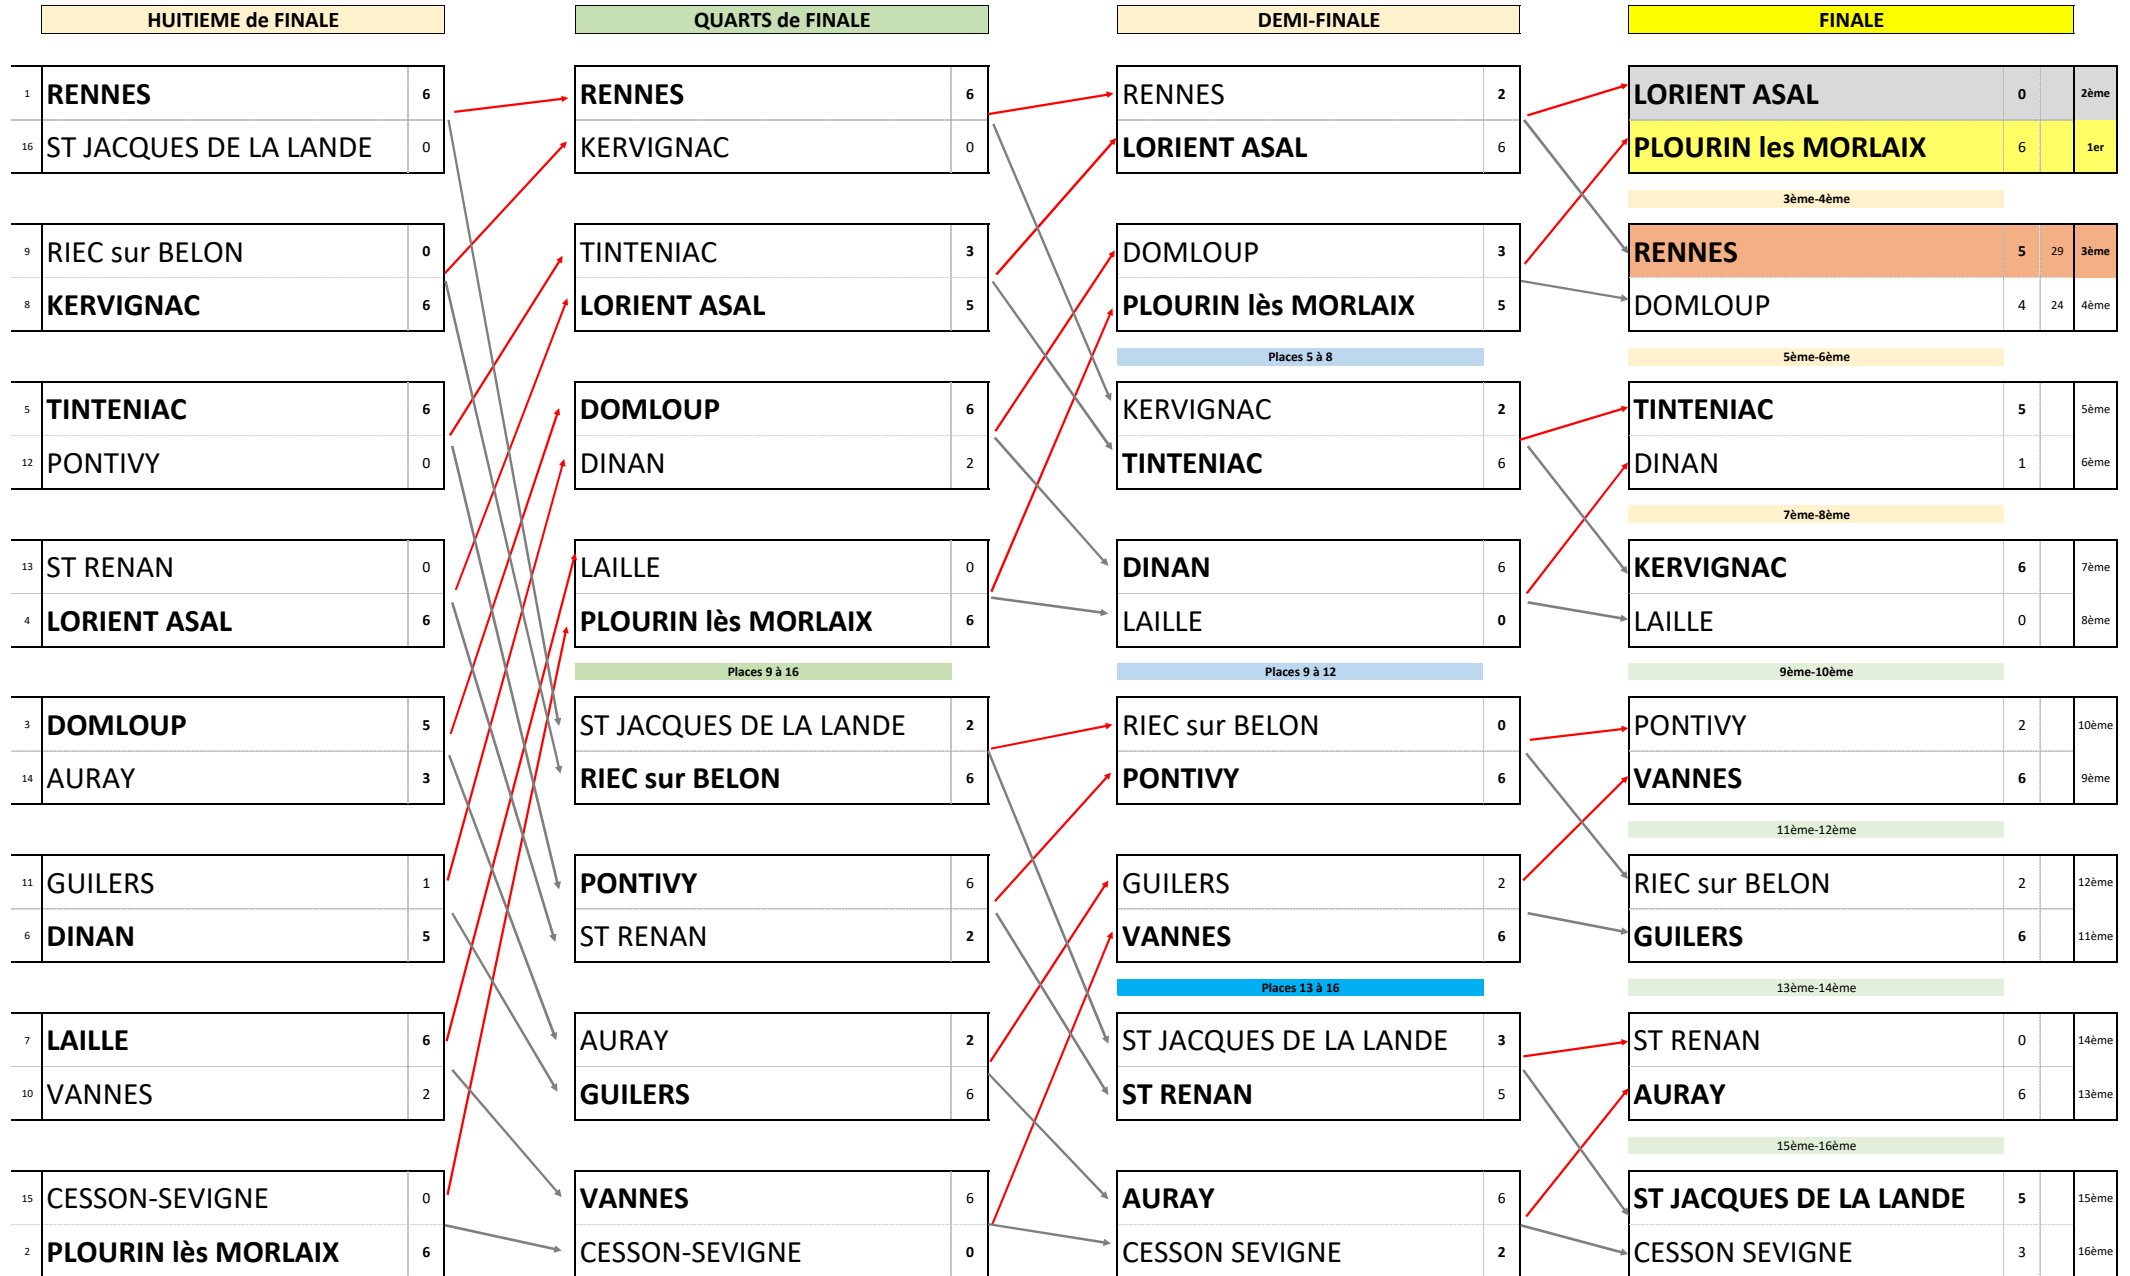 HUITIEME de FINALE QUARTS de FINALE DEMI-FINALE FINALE
1 RENNES 6 RENNES 6 RENNES 2 LORIENT ASAL 0 2ème
16 ST JACQUES DE LA LANDE 0 KERVIGNAC 0 LORIENT ASAL 6 PLOURIN les MORLAIX 6 1er
3ème-4ème
9 RIEC sur BELON 0 TINTENIAC 3 DOMLOUP 3 RENNES 5 29 3ème
8 KERVIGNAC 6 LORIENT ASAL 5 PLOURIN lès MORLAIX 5 DOMLOUP 4 24 4ème
Places 5 à 8 5ème-6ème
5 TINTENIAC 6 DOMLOUP 6 KERVIGNAC 2 TINTENIAC 5 5ème
12 PONTIVY 0 DINAN 2 TINTENIAC 6 DINAN 1 6ème
7ème-8ème
13 ST RENAN 0 LAILLE 0 DINAN 6 KERVIGNAC 6 7ème
4 LORIENT ASAL 6 PLOURIN lès MORLAIX 6 LAILLE 0 LAILLE 0 8ème
Places 9 à 16 Places 9 à 12 9ème-10ème
3 DOMLOUP 5 ST JACQUES DE LA LANDE 2 RIEC sur BELON 0 PONTIVY 2 10ème
14 AURAY 3 RIEC sur BELON 6 PONTIVY 6 VANNES 6 9ème
11ème-12ème
11 GUILERS 1 PONTIVY 6 GUILERS 2 RIEC sur BELON 2 12ème
6 DINAN 5 ST RENAN 2 VANNES 6 GUILERS 6 11ème
Places 13 à 16 13ème-14ème
7 LAILLE 6 AURAY 2 ST JACQUES DE LA LANDE 3 ST RENAN 0 14ème
10 VANNES 2 GUILERS 6 ST RENAN 5 AURAY 6 13ème
15ème-16ème
15 CESSON-SEVIGNE 0 VANNES 6 AURAY 6 ST JACQUES DE LA LANDE 5 15ème
2 PLOURIN lès MORLAIX 6 CESSON-SEVIGNE 0 CESSON SEVIGNE 2 CESSON SEVIGNE 3 16ème